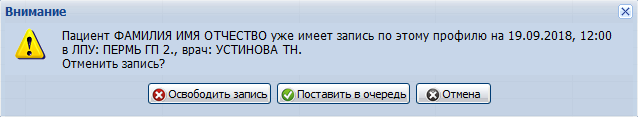 Внимание
Пациент ФАМИЛИЯ ИМЯ ОТЧЕСТВО уже имеет запись по этому профилю на 19.09.2018, 12:00
в ЛПУ: ПЕРМЬ ГП 2., врач: УСТИНОВА ТН.
Отменить запись?
Освободить запись Поставить в очередь Отмена